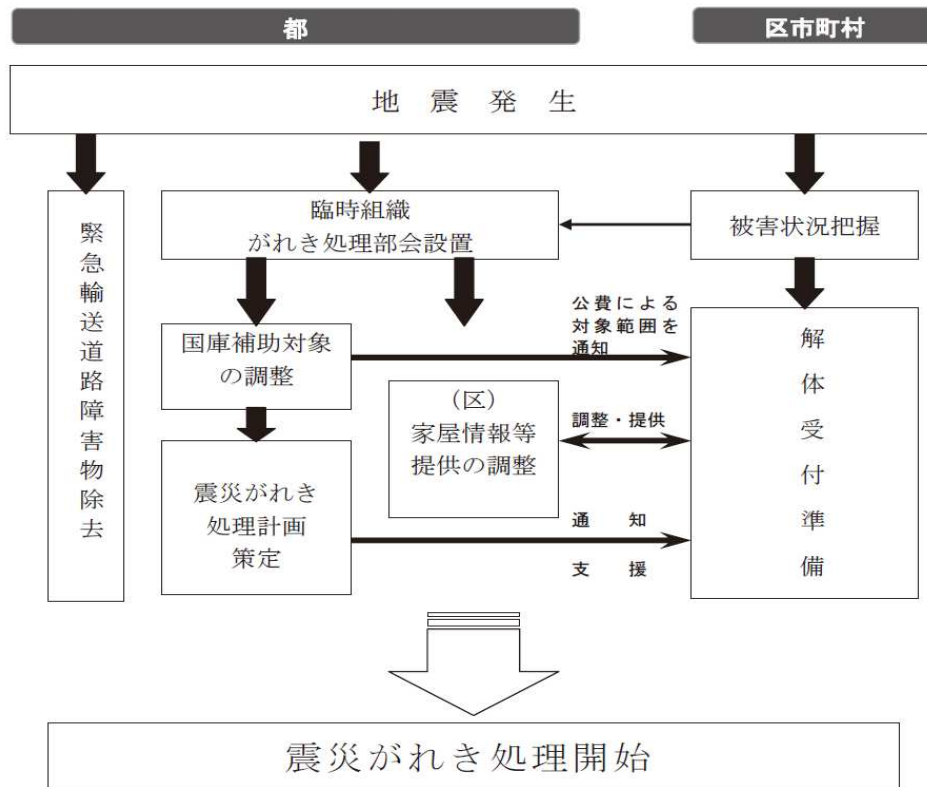 都
区市町村
地震発生
緊急輸送道路障害物除去
臨時組織
がれき処理部会設置
被害状況把握
国庫補助対象
の調整
公費による
対象範囲を
通知
解体受付準備
(区)
家屋情報等
提供の調整
調整・提供
震災がれき
処理計画
策定
通知
支援
震災がれき処理開始